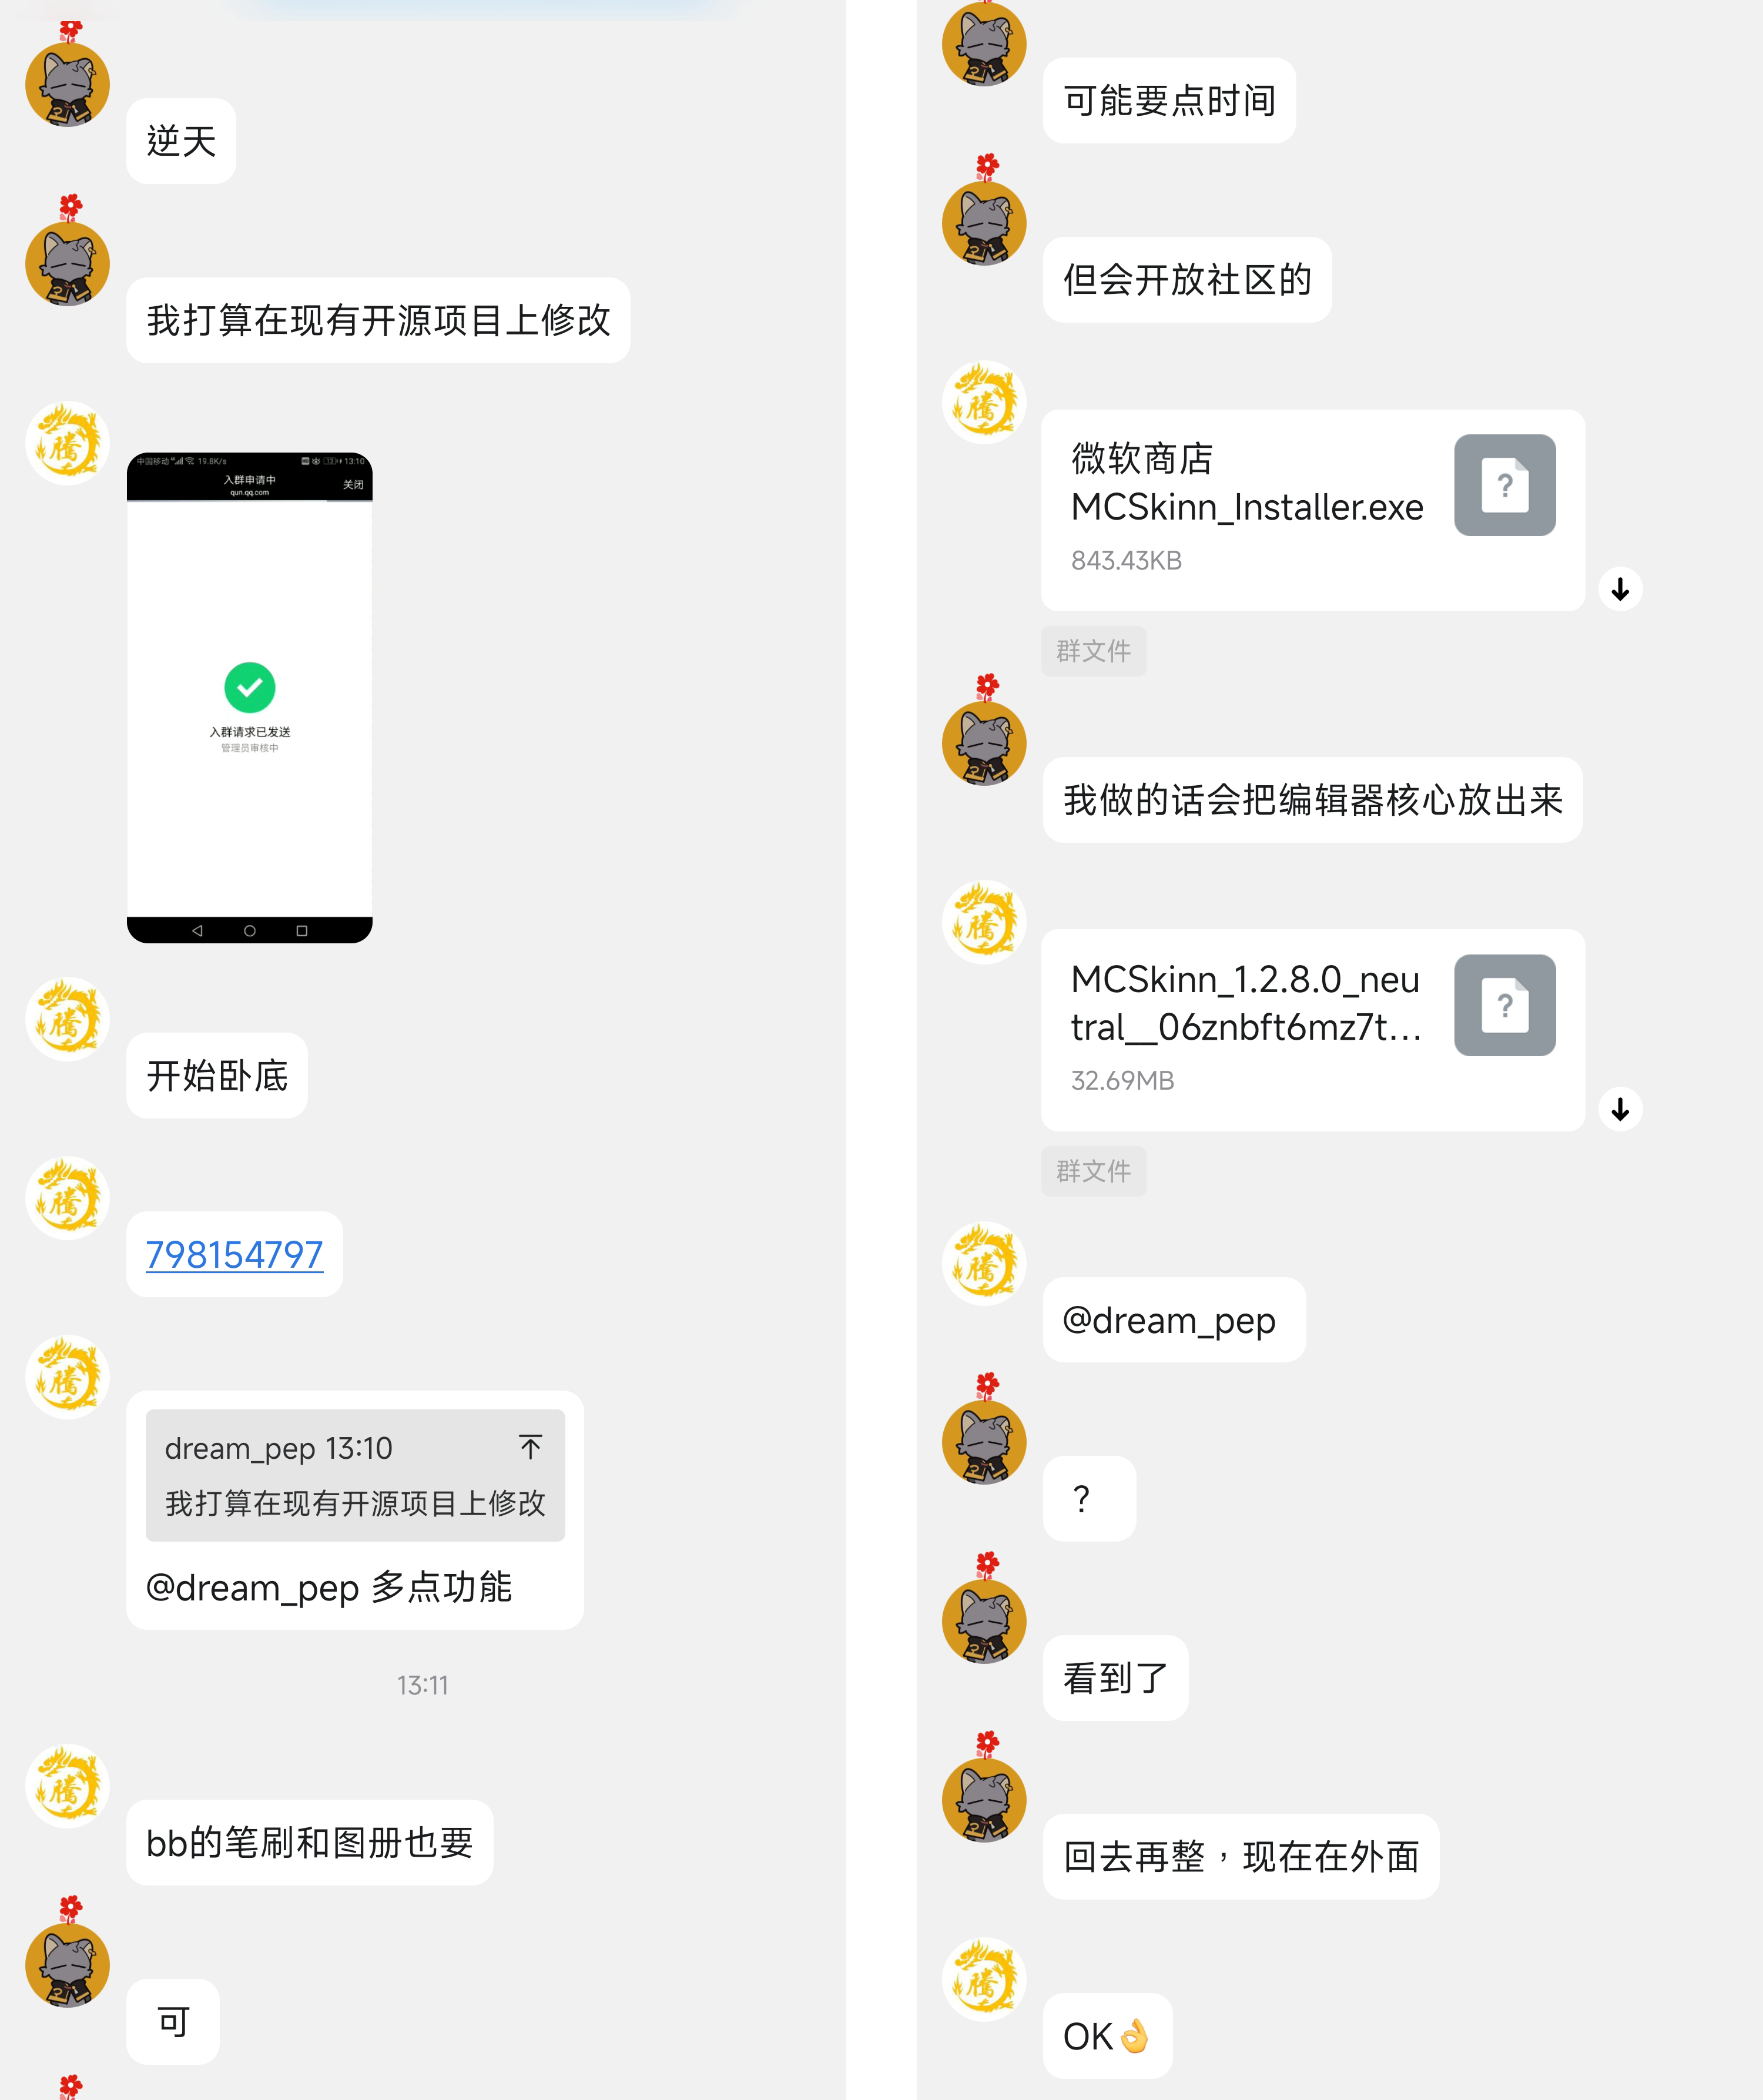 逆天
我打算在现有开源项目上修改
中国移动 19.8K/s 13:10
入群申请中
qun.qq.com
关闭
入群请求已发送
管理员审核中
开始卧底
798154797
dream_pep 13:10
我打算在现有开源项目上修改
@dream_pep 多点功能
13:11
bb的笔刷和图册也要
可
可能要点时间
但会开放社区的
微软商店
MCSkinn_Installer.exe
843.43KB
群文件
我做的话会把编辑器核心放出来
MCSkinn_1.2.8.0_neu
tral__06znbft6mz7t...
32.69MB
群文件
@dream_pep
?
看到了
回去再整，现在在外面
OK👌